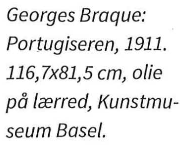 Georges Braque:
Portugiseren, 1911.
116,7x81,5 cm, olie
på lærred, Kunstmu-
seum Basel.